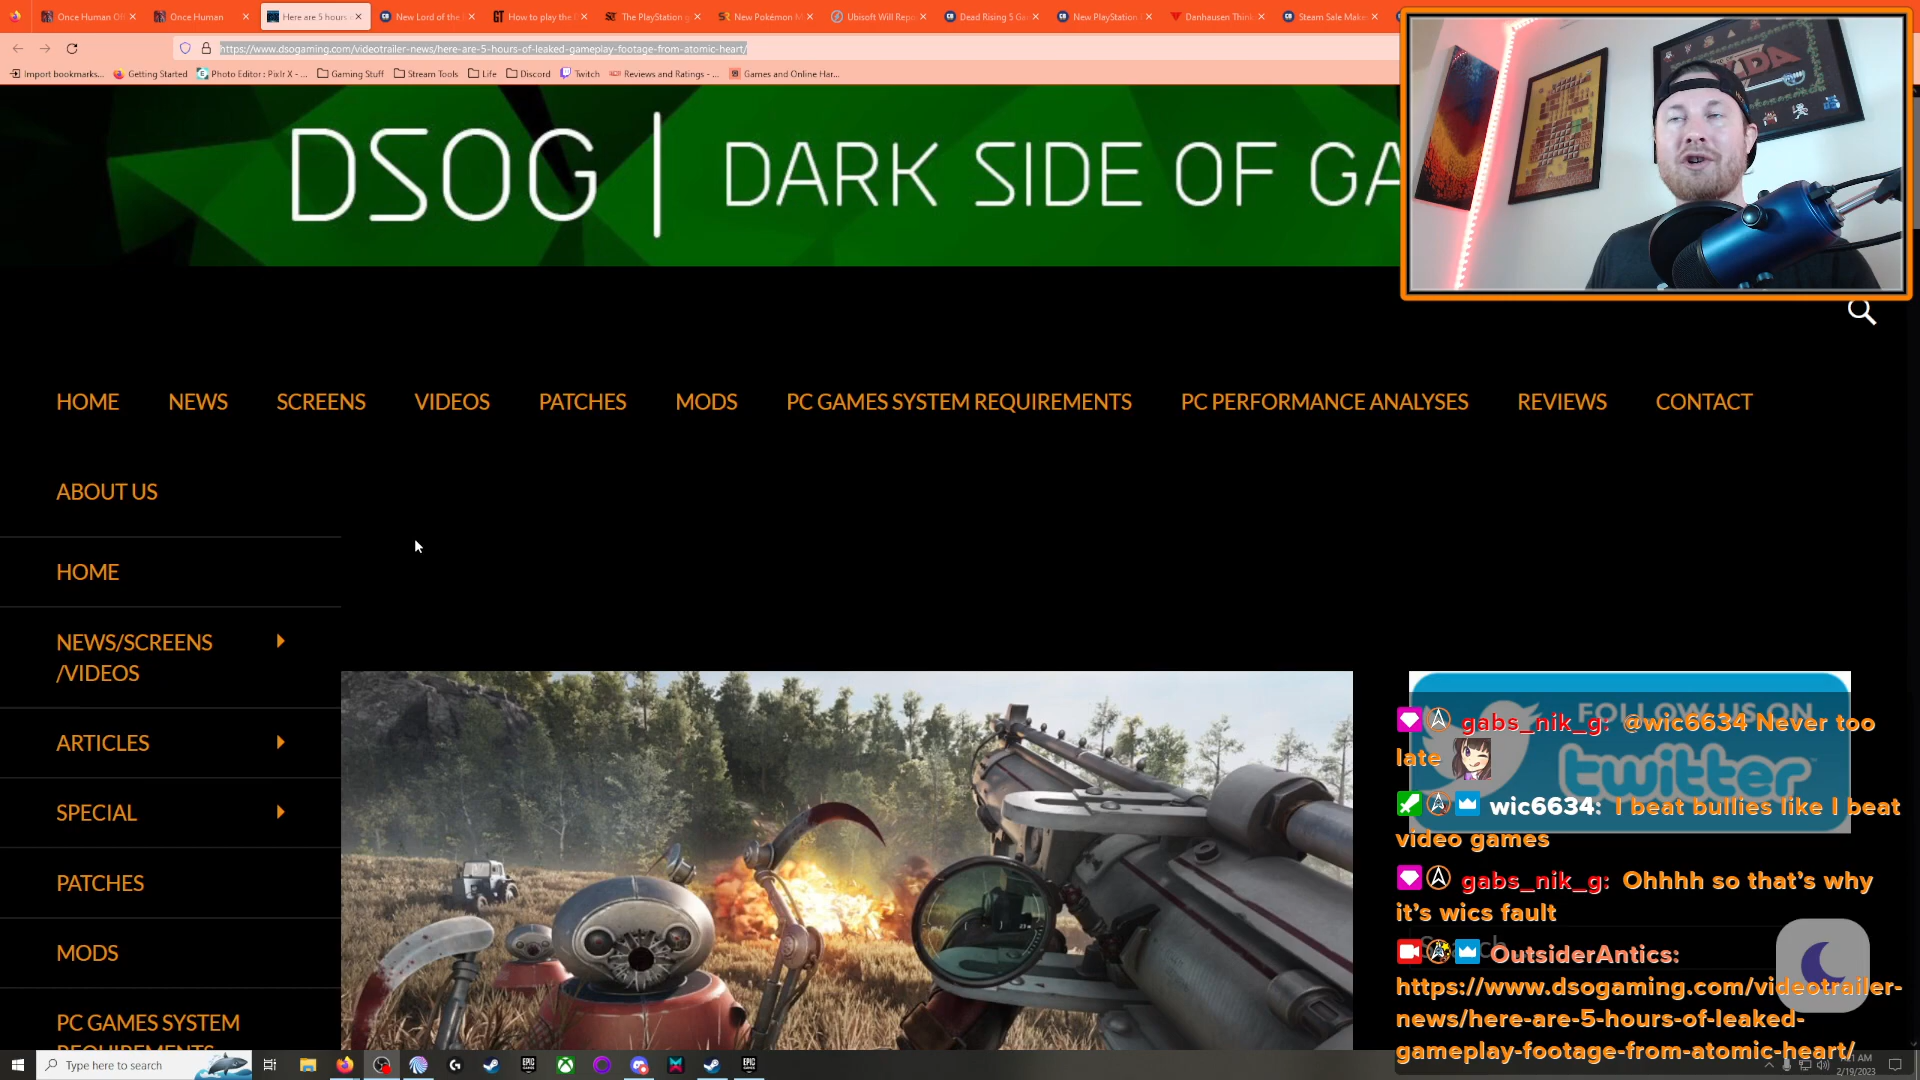 Once Human Of
Once Human
Here are 5 hours
New Lord of the
How to play the
The PlayStation
New Pokémon M
Ubisoft Will Rep
Dead Rising 5 Ga
New PlayStation
Danhausen Think
Steam Sale Make
https://www.dsogaming.com/videotrailer-news/here-are-5-hours-of-leaked-gameplay-footage-from-atomic-heart/
Import bookmarks... Getting Started Photo Editor : Pixlr X - ... Gaming Stuff Stream Tools Life Discord Twitch Reviews and Ratings - ... Games and Online Har...
DSOG | DARK SIDE OF GA
HOME NEWS SCREENS VIDEOS PATCHES MODS PC GAMES SYSTEM REQUIREMENTS PC PERFORMANCE ANALYSES REVIEWS CONTACT
ABOUT US
HOME
NEWS/SCREENS
/VIDEOS
ARTICLES
SPECIAL
PATCHES
MODS
PC GAMES SYSTEM
REQUIREMENTS
FOLLOW US ON
twitter
gabs_nik_g: @wic6634 Never too
late
wic6634: I beat bullies like I beat
video games
gabs_nik_g: Ohhhh so that's why
it's wics fault
Search
OutsiderAntics:
https://www.dsogaming.com/videotrailer-
news/here-are-5-hours-of-leaked-
gameplay-footage-from-atomic-heart/
Type here to search
2/19/2023